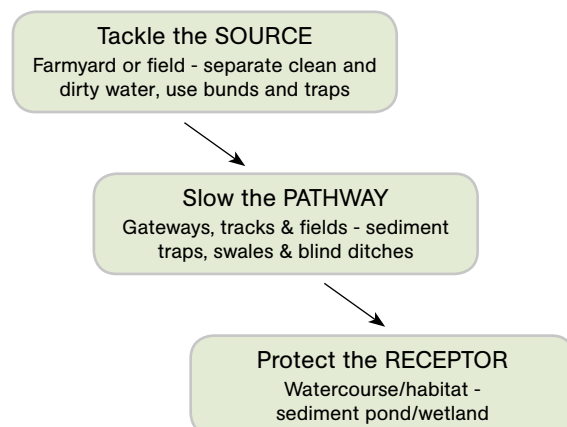 Tackle the SOURCE
Farmyard or field - separate clean and
dirty water, use bunds and traps
Slow the PATHWAY
Gateways, tracks & fields - sediment
traps, swales & blind ditches
Protect the RECEPTOR
Watercourse/habitat -
sediment pond/wetland